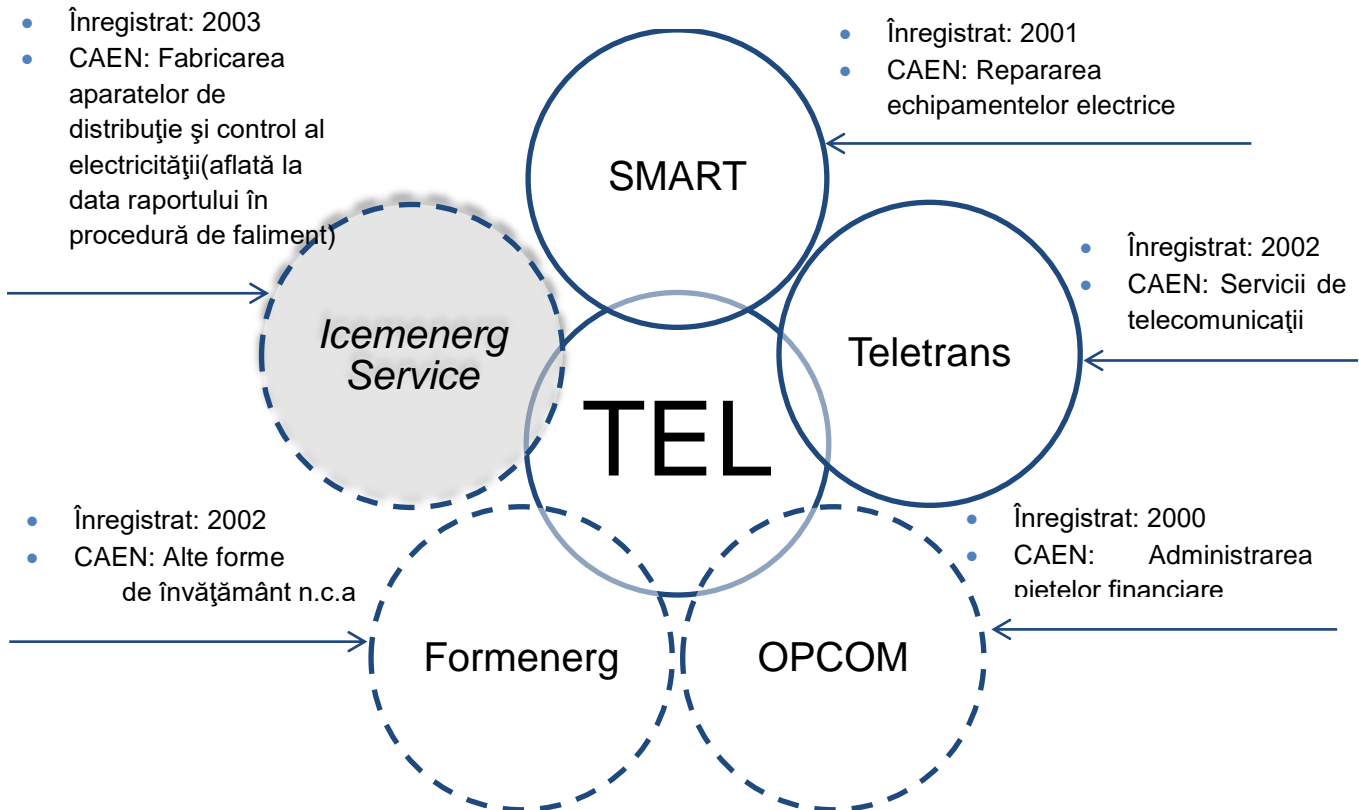 Înregistrat: 2003
CAEN: Fabricarea
aparatelor de
distribuţie şi control al
electricităţii(aflată la
data raportului în
procedură de faliment)
Înregistrat: 2001
CAEN: Repararea
echipamentelor electrice
SMART
Înregistrat: 2002
CAEN: Servicii de
telecomunicaţii
Icemenerg
Service
Teletrans
TEL
Înregistrat: 2002
CAEN: Alte forme
de învăţământ n.c.a
Înregistrat: 2000
CAEN: Administrarea
pieţelor financiare
Formenerg
OPCOM